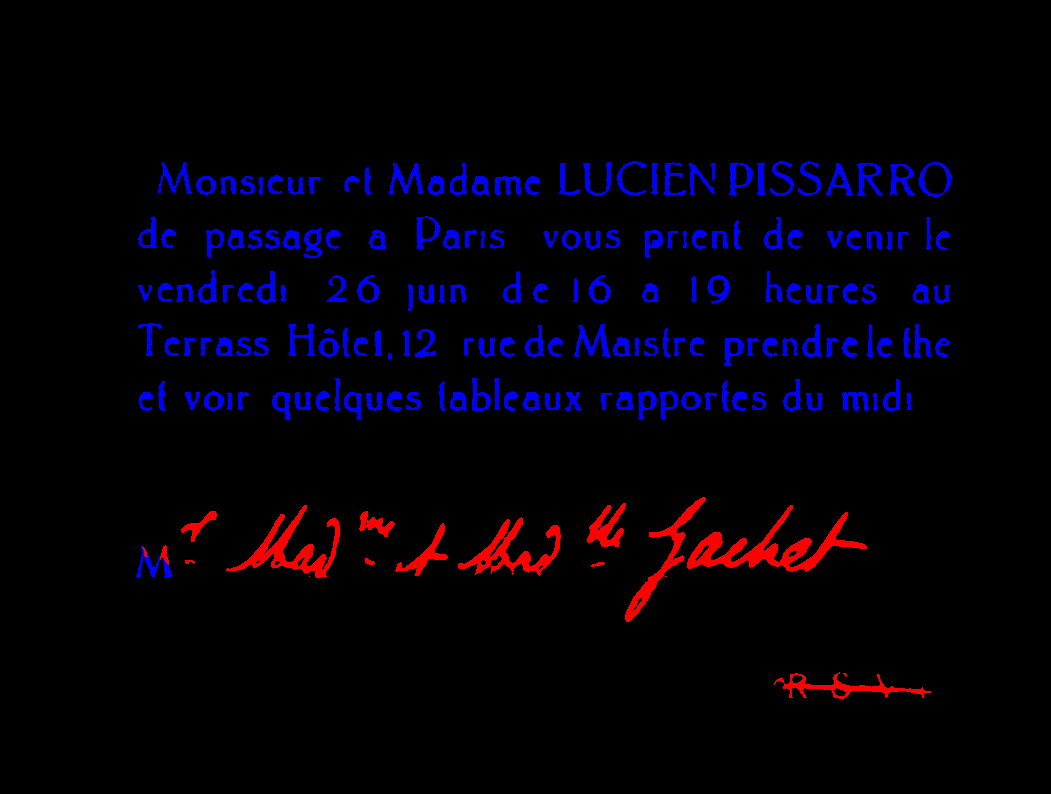 Monsieur et Madame LUCIEN PISSARRO
de passage a Paris vous prient de venir le
vendredi 26 juin de 16 a 19 heures au
Terrass Hôtel, 12 rue de Maistre prendre le the
et voir quelques tableaux rapportes du midi
Mr Mad me et Mad lle Gachet
R S V